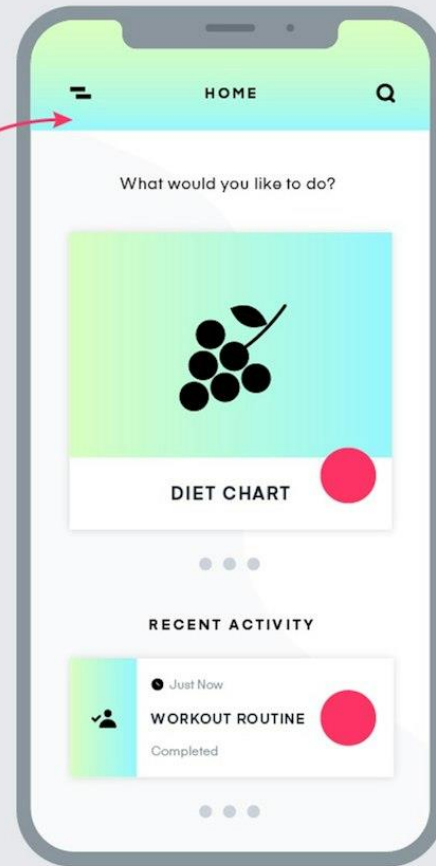 HOME
What would you like to do?
DIET CHART
RECENT ACTIVITY
Just Now
WORKOUT ROUTINE
Completed